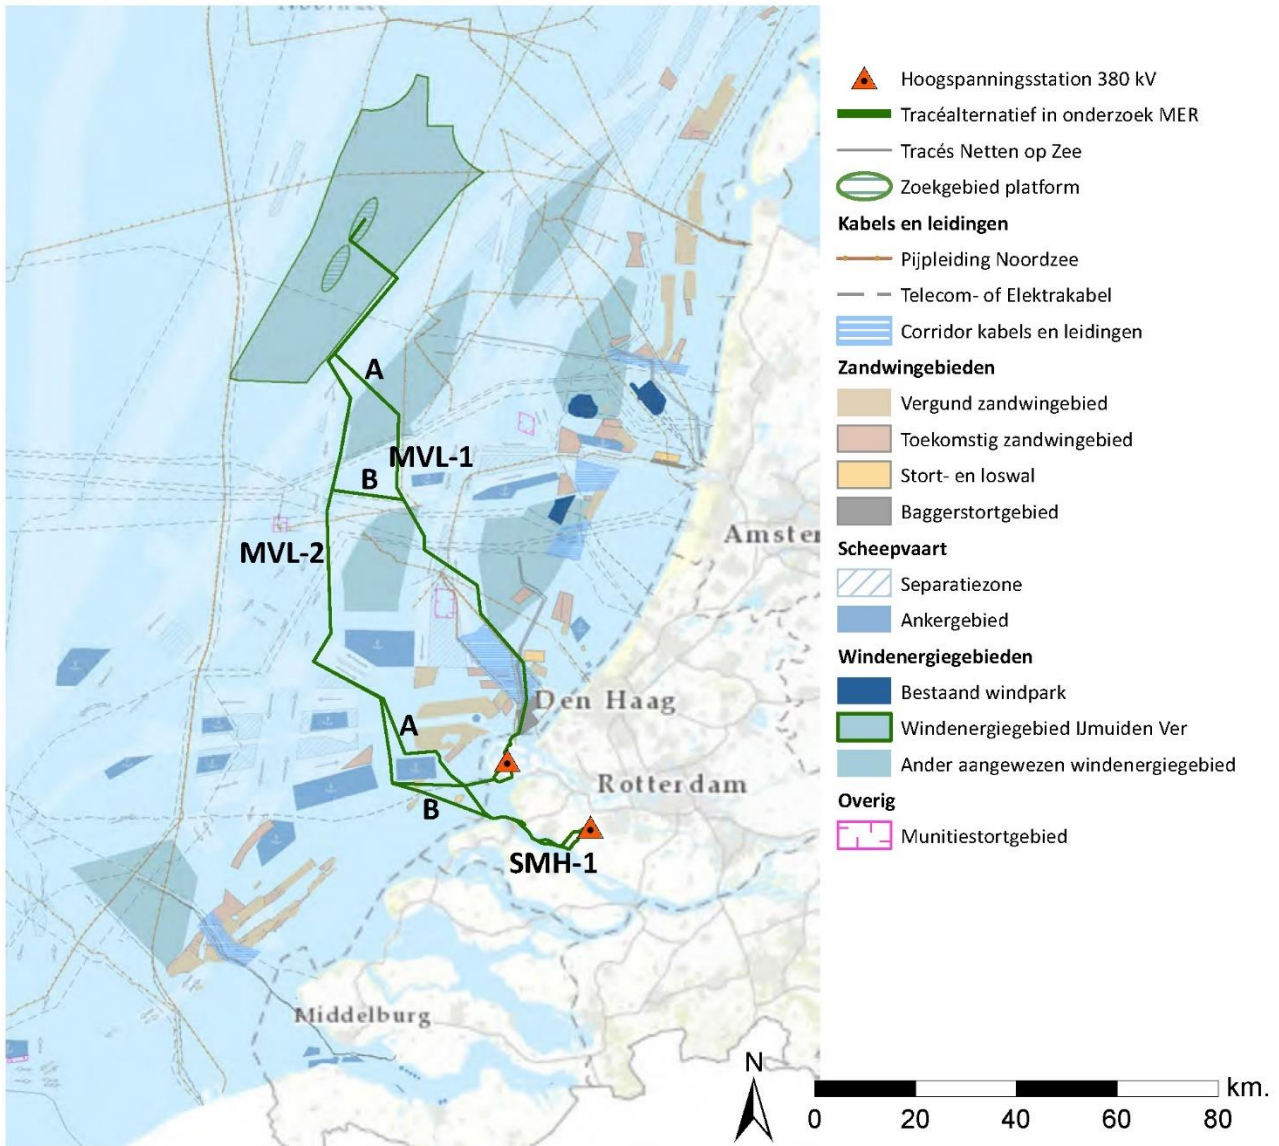 Noordzee
A
MVL-1
B
MVL-2
Amster
Den Haag
A
Rotterdam
B
SMH-1
Middelburg
Hoogspanningsstation 380 kV
Tracéalternatief in onderzoek MER
Tracés Netten op Zee
Zoekgebied platform
Kabels en leidingen
Pijpleiding Noordzee
Telecom- of Elektrakabel
Corridor kabels en leidingen
Zandwingebieden
Vergund zandwingebied
Toekomstig zandwingebied
Stort- en loswal
Baggerstortgebied
Scheepvaart
Separatiezone
Ankergebied
Windenergiegebieden
Bestaand windpark
Windenergiegebied IJmuiden Ver
Ander aangewezen windenergiegebied
Overig
Munitiestortgebied
N
km.
0 20 40 60 80